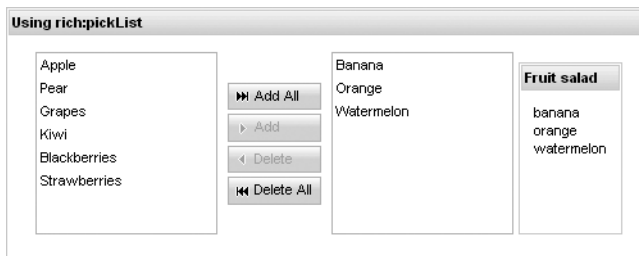 Using rich:pickList
Apple
Pear
Grapes
Kiwi
Blackberries
Strawberries
Add All
Add
Delete
Delete All
Banana
Orange
Watermelon
Fruit salad
banana
orange
watermelon